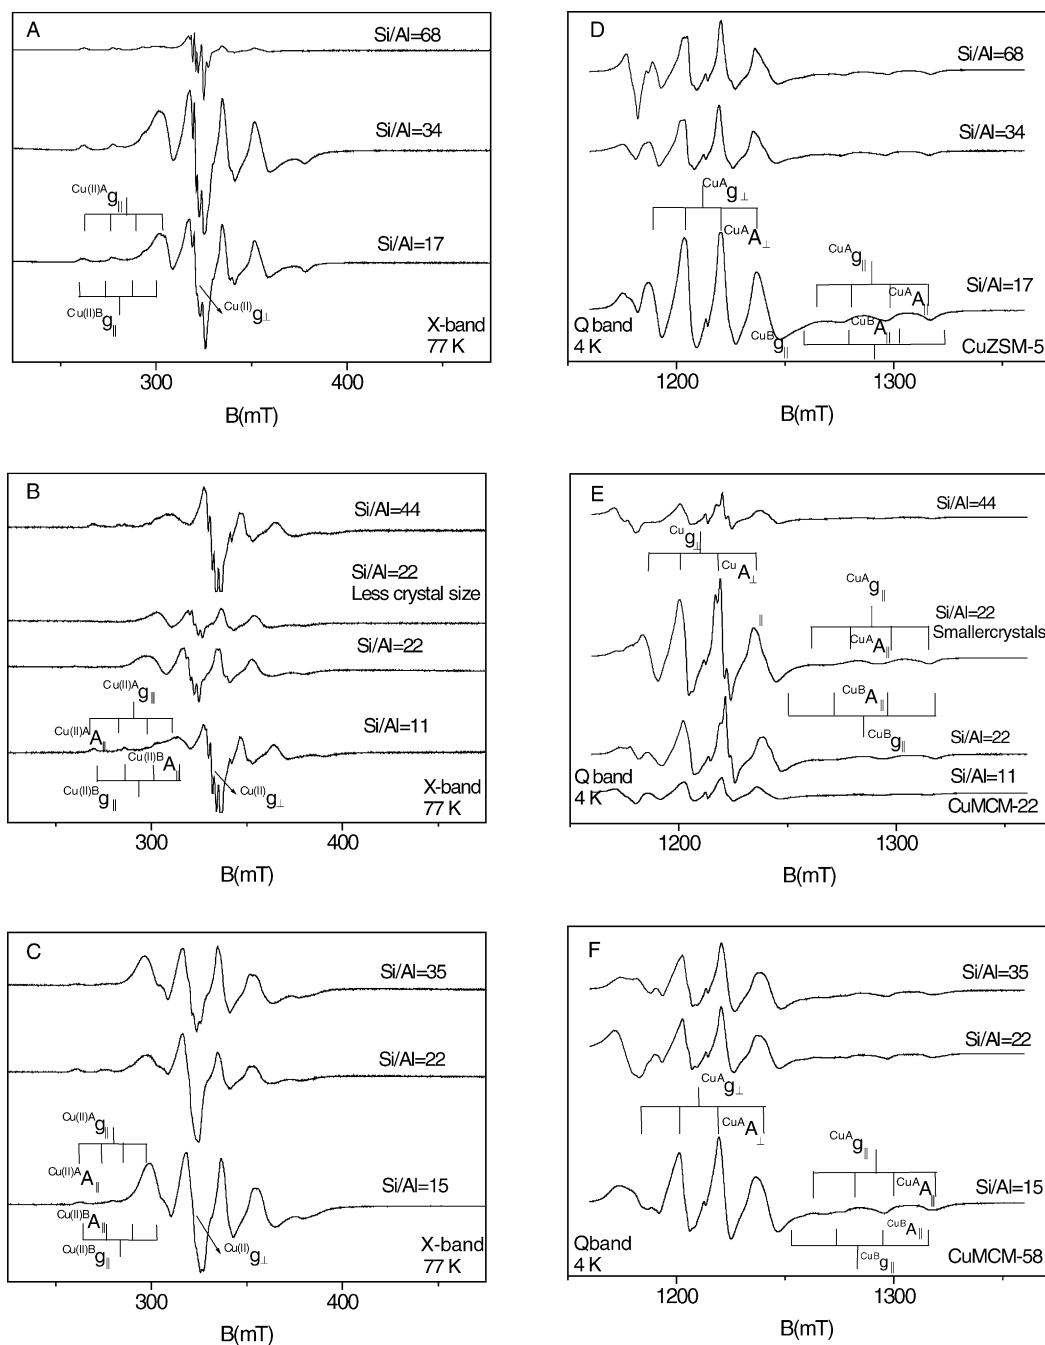 A
Si/Al=68
Si/Al=34
Cu(II)A g||
Si/Al=17
Cu(II)B g||
Cu(II) g⊥
X-band
77 K
300
400
B(mT)
D
Si/Al=68
Si/Al=34
CuA g⊥
CuA A⊥
CuA g||
Si/Al=17
CuA A||
CuB A||
CuB g||
Q band
4 K
CuZSM-5
1200
1300
B(mT)
B
Si/Al=44
Si/Al=22
Less crystal size
Si/Al=22
Cu(II)A g||
Si/Al=11
Cu(II)A A||
Cu(II)B A||
Cu(II)B g||
Cu(II) g⊥
X-band
77 K
300
400
B(mT)
E
Si/Al=44
Cu g⊥
Cu A⊥
CuA g||
||
Si/Al=22
Smallercrystals
CuA A||
CuB A||
CuB g||
Si/Al=22
Q band
4 K
Si/Al=11
CuMCM-22
1200
1300
B(mT)
C
Si/Al=35
Si/Al=22
Cu(II)A g||
Cu(II)A A||
Si/Al=15
Cu(II)B A||
Cu(II)B g||
Cu(II) g⊥
X-band
77 K
300
400
B(mT)
F
Si/Al=35
Si/Al=22
CuA g⊥
CuA A⊥
CuA g||
Si/Al=15
CuA A||
CuB A||
CuB g||
Qband
4 K
CuMCM-58
1200
1300
B(mT)